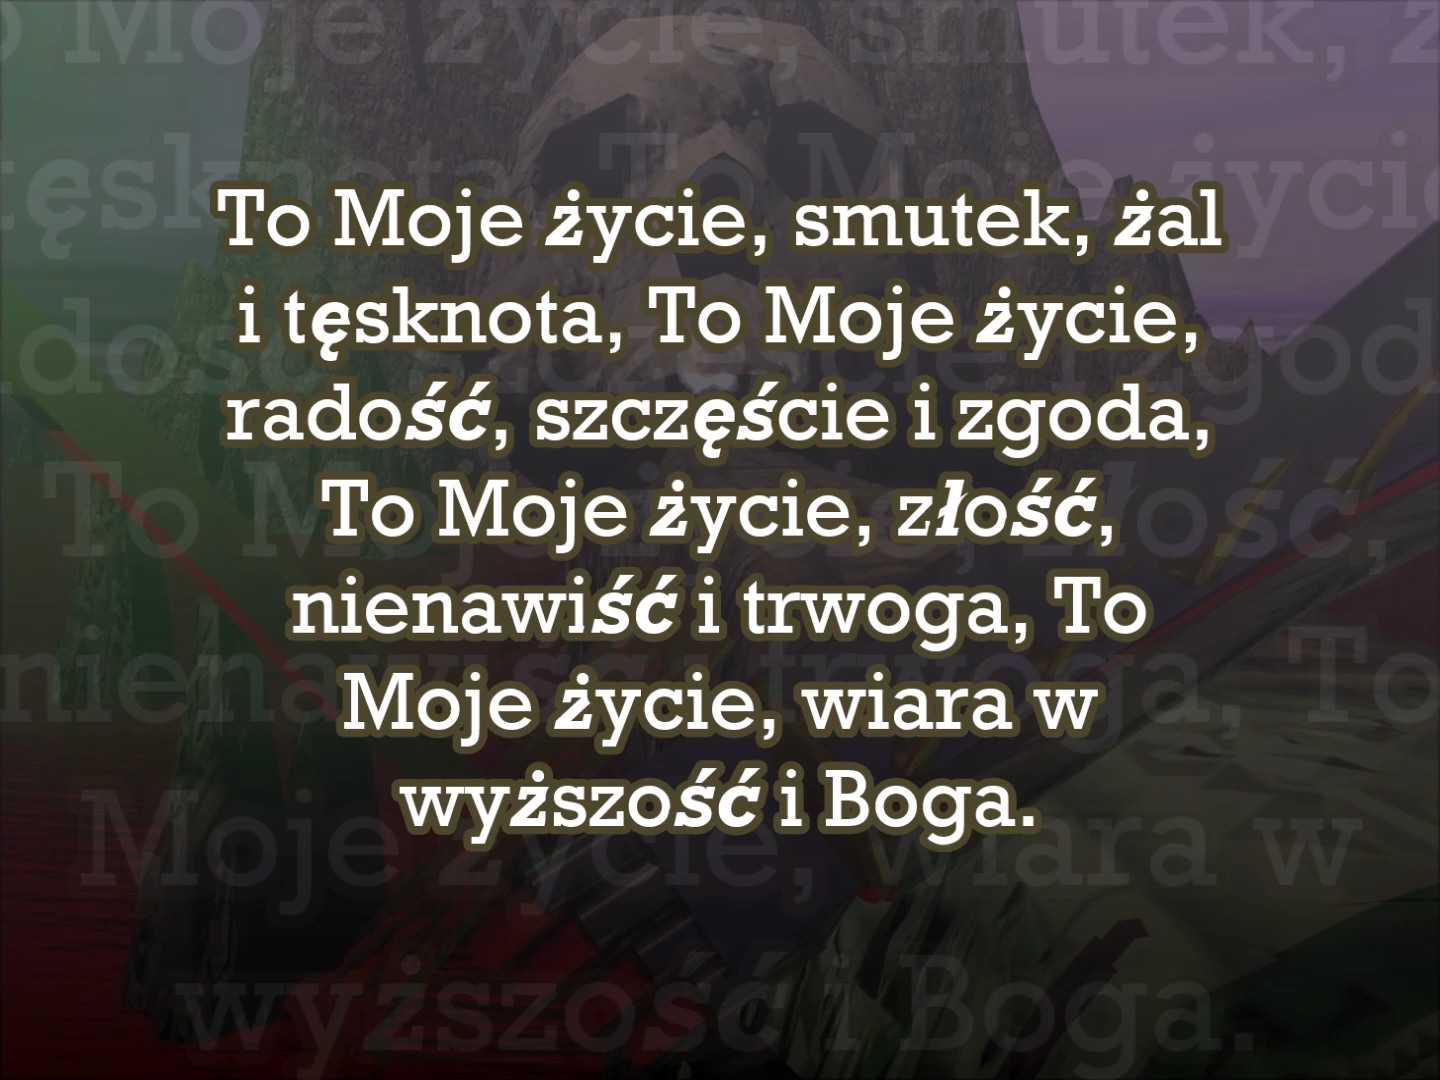 To Moje życie, smutek, żal
i tęsknota, To Moje życie,
radość, szczęście i zgoda,
To Moje życie, złość,
nienawiść i trwoga, To
Moje życie, wiara w
wyższość i Boga.